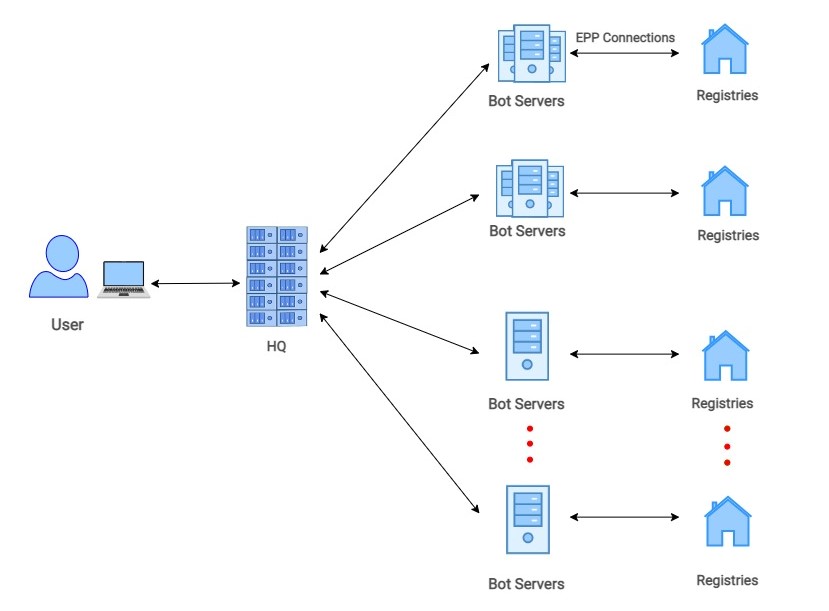 EPP Connections
Bot Servers
Registries
Bot Servers
Registries
User
HQ
Bot Servers
Registries
Bot Servers
Registries